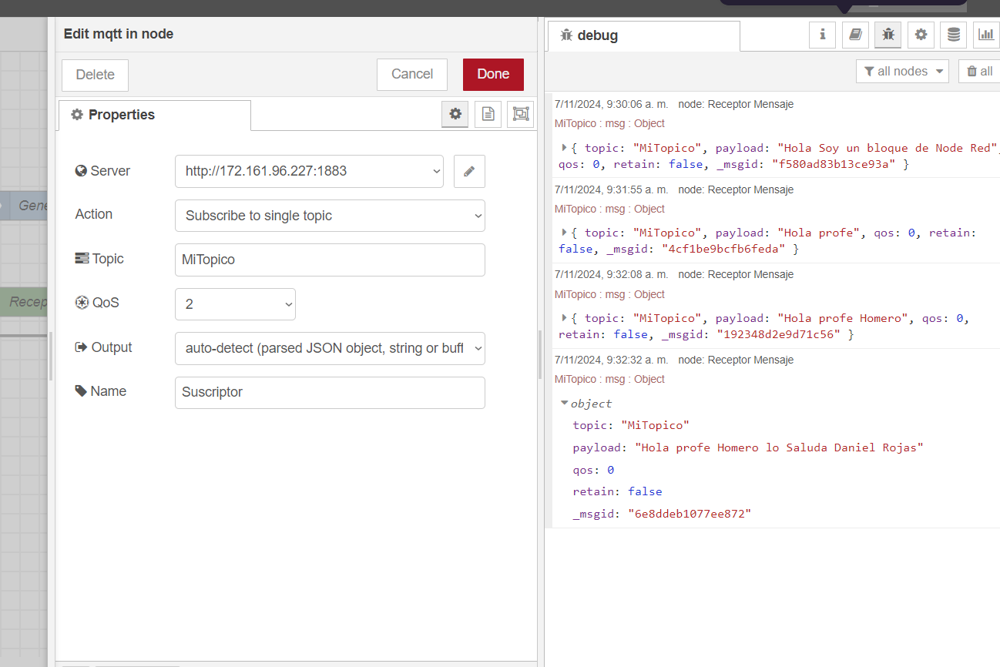 Edit mqtt in node
Delete
Cancel
Done
Properties
Server
http://172.161.96.227:1883
Action
Subscribe to single topic
Topic
MiTopico
QoS
2
Output
auto-detect (parsed JSON object, string or buff
Name
Suscriptor
Gene
Recep
debug
all nodes
all
7/11/2024, 9:30:06 a. m. node: Receptor Mensaje
MiTopico : msg : Object
{ topic: "MiTopico", payload: "Hola Soy un bloque de Node Red",
qos: 0, retain: false, _msgid: "f580ad83b13ce93a" }
7/11/2024, 9:31:55 a. m. node: Receptor Mensaje
MiTopico : msg : Object
{ topic: "MiTopico", payload: "Hola profe", qos: 0, retain:
false, _msgid: "4cf1be9bcfb6feda" }
7/11/2024, 9:32:08 a. m. node: Receptor Mensaje
MiTopico : msg : Object
{ topic: "MiTopico", payload: "Hola profe Homero", qos: 0,
retain: false, _msgid: "192348d2e9d71c56" }
7/11/2024, 9:32:32 a. m. node: Receptor Mensaje
MiTopico : msg : Object
object
topic: "MiTopico"
payload: "Hola profe Homero lo Saluda Daniel Rojas"
qos: 0
retain: false
_msgid: "6e8ddeb1077ee872"